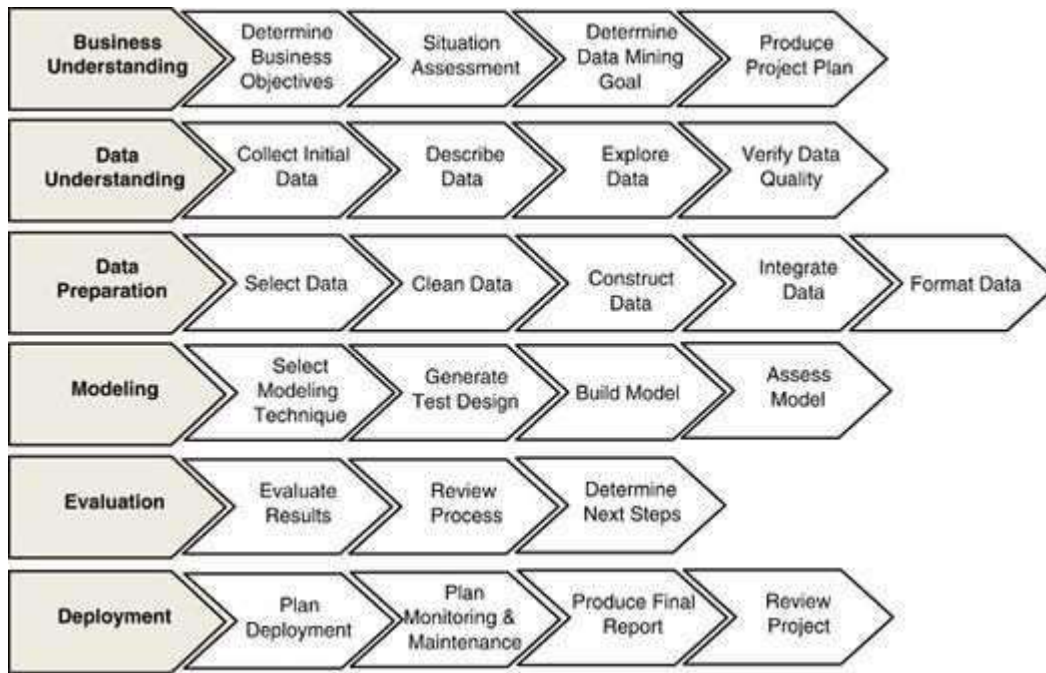 Business
Understanding
Determine
Business
Objectives
Situation
Assessment
Determine
Data Mining
Goal
Produce
Project Plan
Data
Understanding
Collect Initial
Data
Describe
Data
Explore
Data
Verify Data
Quality
Data
Preparation
Select Data
Clean Data
Construct
Data
Integrate
Data
Format Data
Modeling
Select
Modeling
Technique
Generate
Test Design
Build Model
Assess
Model
Evaluation
Evaluate
Results
Review
Process
Determine
Next Steps
Deployment
Plan
Deployment
Plan
Monitoring &
Maintenance
Produce Final
Report
Review
Project